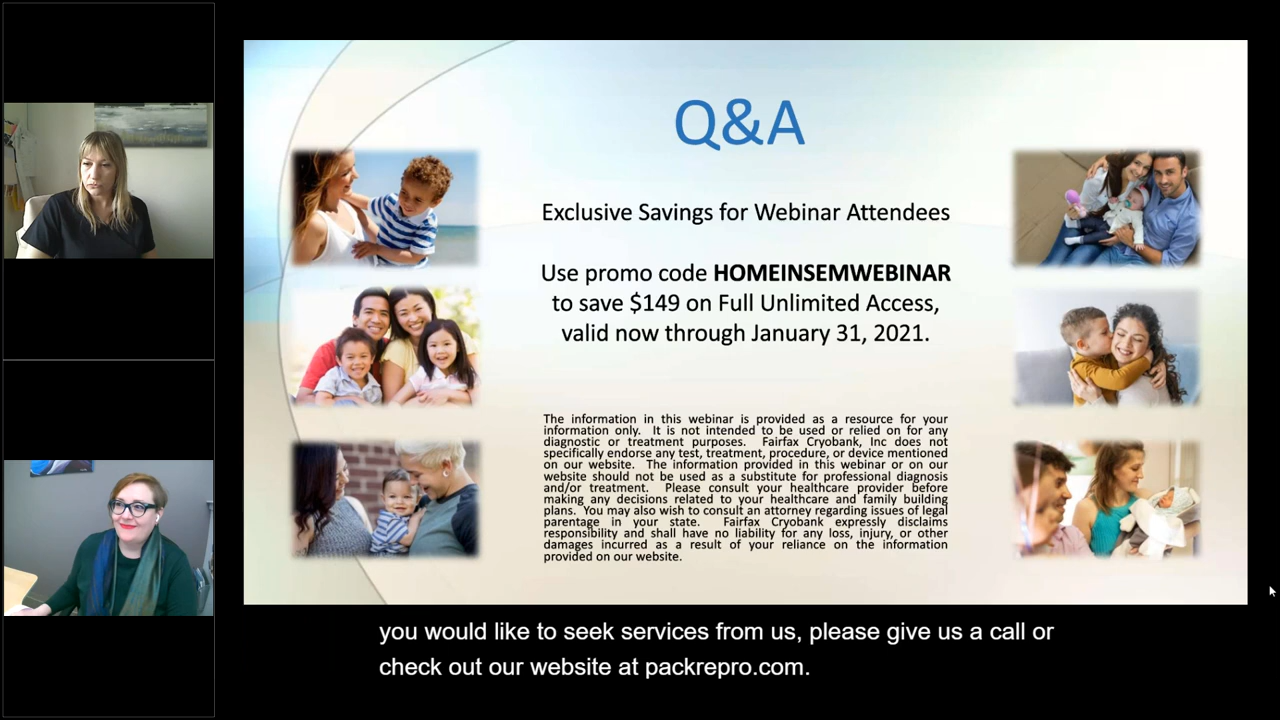 Q&A
Exclusive Savings for Webinar Attendees
Use promo code HOMEINSEMWEBINAR
to save $149 on Full Unlimited Access,
valid now through January 31, 2021.
The information in this webinar is provided as a resource for your
information only. It is not intended to be used or relied on for any
diagnostic or treatment purposes. Fairfax Cryobank, Inc does not
specifically endorse any test, treatment, procedure, or device mentioned
on our website. The information provided in this webinar or on our
website should not be used as a substitute for professional diagnosis
and/or treatment. Please consult your healthcare provider before
making any decisions related to your healthcare and family building
plans. You may also wish to consult an attorney regarding issues of legal
parentage in your state. Fairfax Cryobank expressly disclaims
responsibility and shall have no liability for any loss, injury, or other
damages incurred as a result of your reliance on the information
provided on our website.
you would like to seek services from us, please give us a call or
check out our website at packrepro.com.